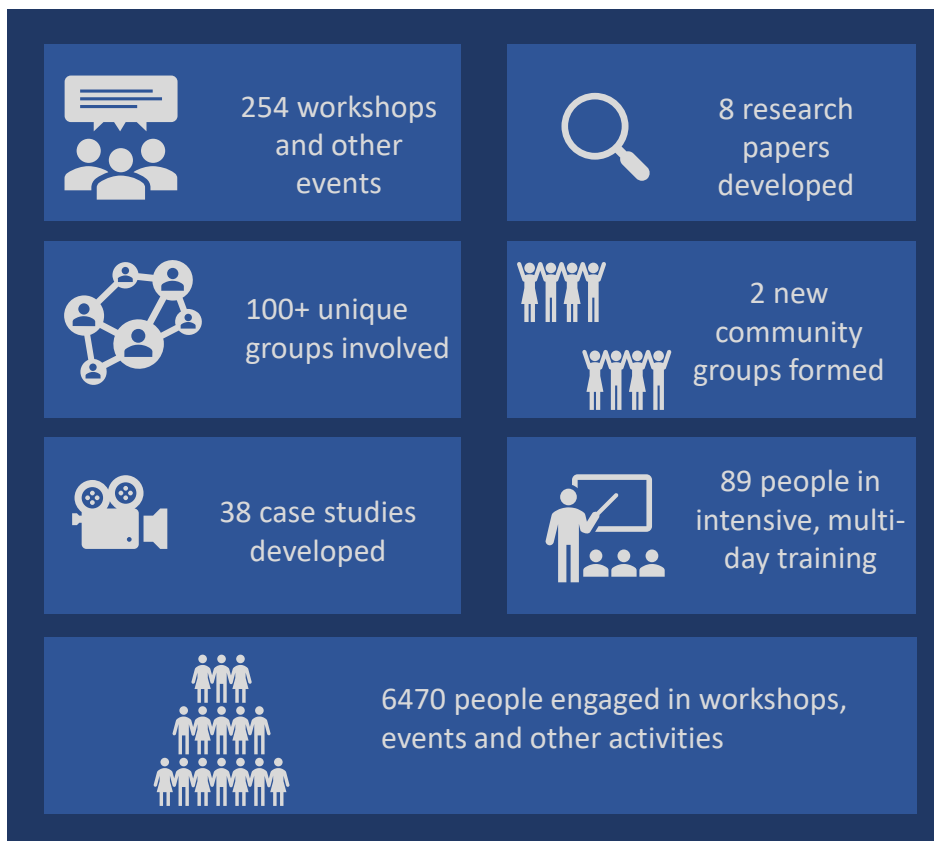 254 workshops
and other
events
8 research
papers
developed
100+ unique
groups involved
2 new
community
groups formed
38 case studies
developed
89 people in
intensive, multi-
day training
6470 people engaged in workshops,
events and other activities